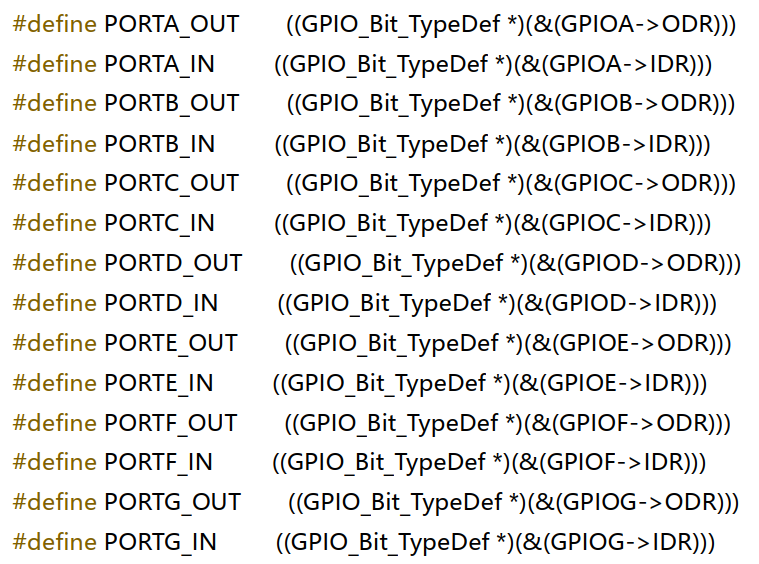 #define PORTA_OUT ((GPIO_Bit_TypeDef *)(&(GPIOA->ODR)))
#define PORTA_IN ((GPIO_Bit_TypeDef *)(&(GPIOA->IDR)))
#define PORTB_OUT ((GPIO_Bit_TypeDef *)(&(GPIOB->ODR)))
#define PORTB_IN ((GPIO_Bit_TypeDef *)(&(GPIOB->IDR)))
#define PORTC_OUT ((GPIO_Bit_TypeDef *)(&(GPIOC->ODR)))
#define PORTC_IN ((GPIO_Bit_TypeDef *)(&(GPIOC->IDR)))
#define PORTD_OUT ((GPIO_Bit_TypeDef *)(&(GPIOD->ODR)))
#define PORTD_IN ((GPIO_Bit_TypeDef *)(&(GPIOD->IDR)))
#define PORTE_OUT ((GPIO_Bit_TypeDef *)(&(GPIOE->ODR)))
#define PORTE_IN ((GPIO_Bit_TypeDef *)(&(GPIOE->IDR)))
#define PORTF_OUT ((GPIO_Bit_TypeDef *)(&(GPIOF->ODR)))
#define PORTF_IN ((GPIO_Bit_TypeDef *)(&(GPIOF->IDR)))
#define PORTG_OUT ((GPIO_Bit_TypeDef *)(&(GPIOG->ODR)))
#define PORTG_IN ((GPIO_Bit_TypeDef *)(&(GPIOG->IDR)))